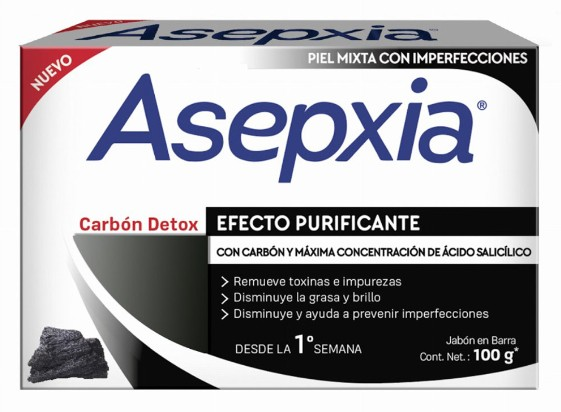 Asepxia
NUEVO
PIEL MIXTA CON IMPERFECCIONES
Asepxia®
Carbón Detox
EFECTO PURIFICANTE
CON CARBÓN Y MÁXIMA CONCENTRACIÓN DE ÁCIDO SALICÍLICO
> Remueve toxinas e impurezas
> Disminuye la grasa y brillo
> Disminuye y ayuda a prevenir imperfecciones
DESDE LA 1º SEMANA
Jabón en Barra
Cont. Net.: 100 g*